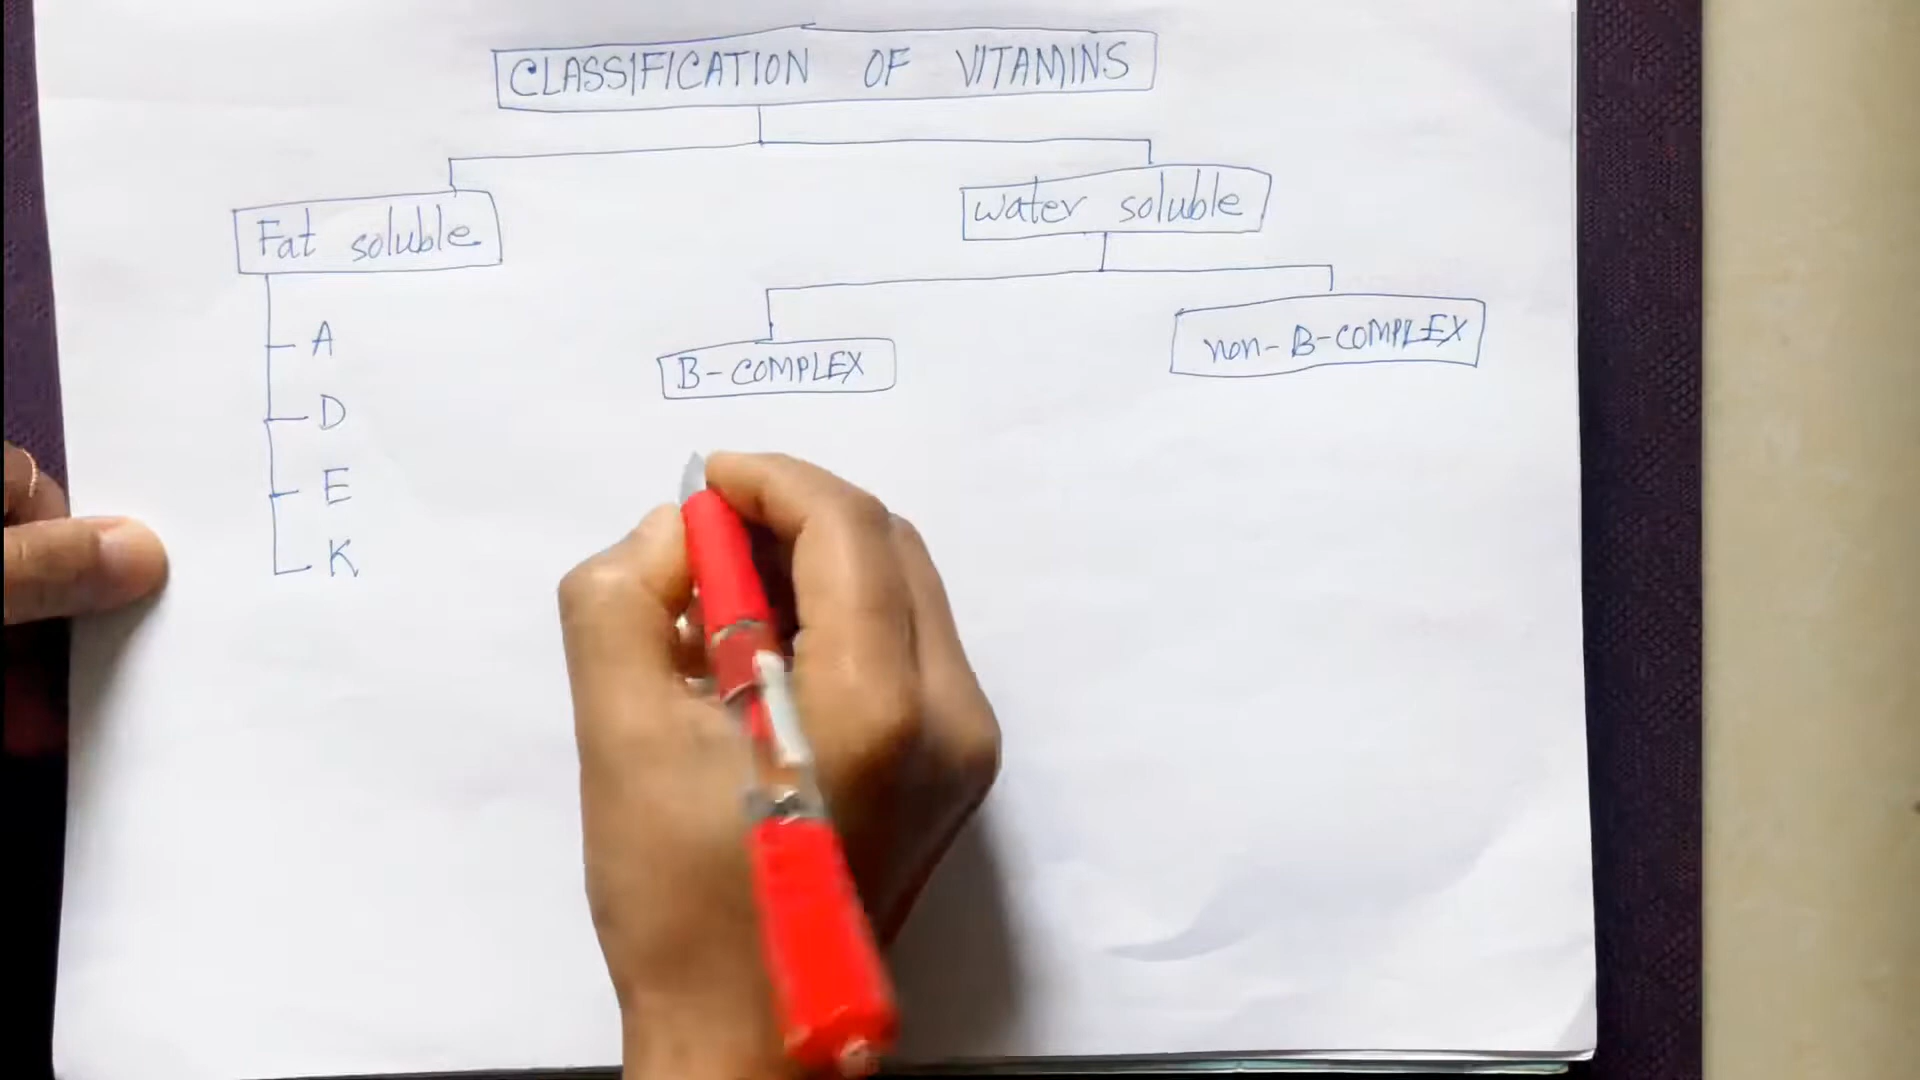 CLASSIFICATION OF VITAMINS
Fat soluble
water soluble
A
D
E
K
B-COMPLEX
non-B-COMPLEX